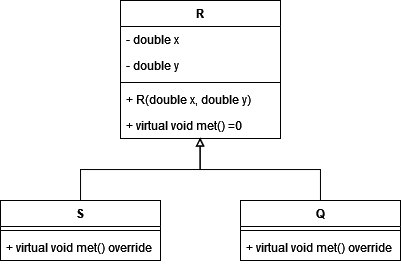 R
- double x
- double y
+ R(double x, double y)
+ virtual void met() =0
S
+ virtual void met() override
Q
+ virtual void met() override